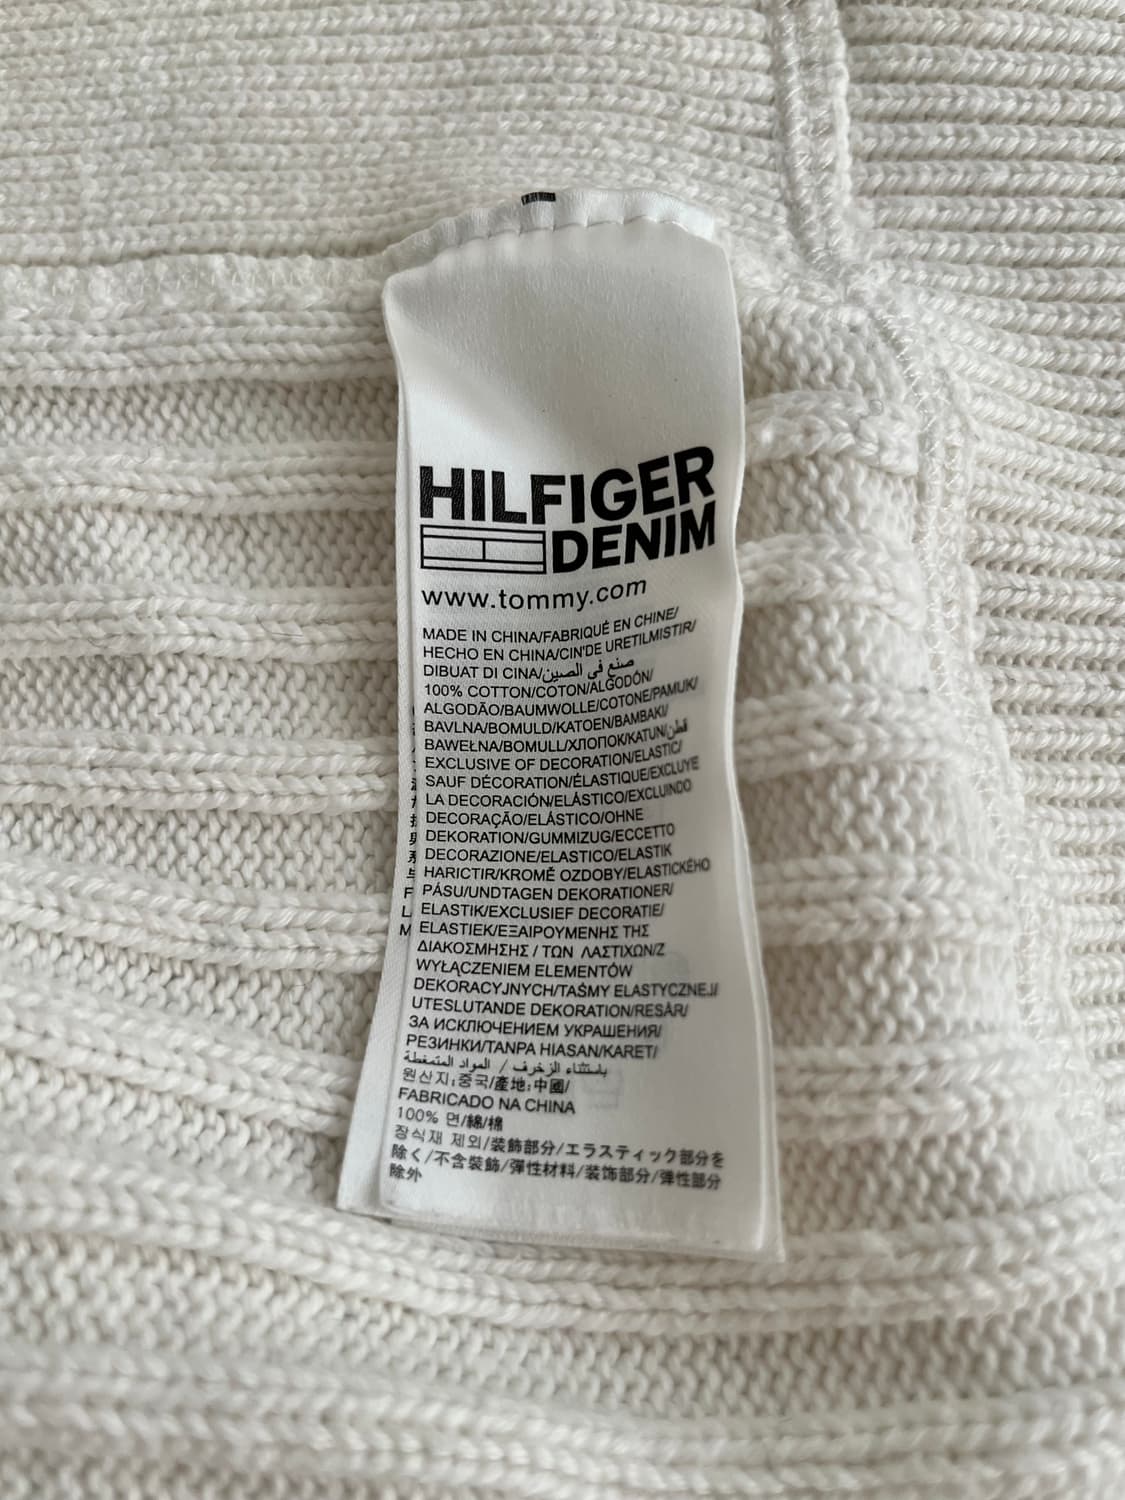 HILFIGER
DENIM
www.tommy.com
MADE IN CHINA/FABRIQUÉ EN CHINE/
HECHO EN CHINA/CIN'DE URETILMISTIR/
DIBUAT DI CINA/صنع في الصين
100% COTTON/COTON/ALGODÓN/
ALGODÃO/BAUMWOLLE/COTONE/PAMUK/
BAVLNA/BOMULD/KATOEN/BAMBAKI/
BAWEŁNA/BOMULL/ХЛОПОК/KATUN/قطن
EXCLUSIVE OF DECORATION/ELASTIC/
SAUF DÉCORATION/ÉLASTIQUE/EXCLUYE
LA DECORACIÓN/ELÁSTICO/EXCLUINDO
DECORAÇÃO/ELÁSTICO/OHNE
DEKORATION/GUMMIZUG/ECCETTO
DECORAZIONE/ELASTICO/ELASTIK
HARICTIR/KROMĚ OZDOBY/ELASTICKÉHO
PÁSU/UNDTAGEN DEKORATIONER/
ELASTIK/EXCLUSIEF DECORATIE/
ELASTIEK/ΕΞΑΙΡΟΥΜΕΝΗΣ ΤΗΣ
ΔΙΑΚΟΣΜΗΣΗΣ / ΤΩΝ ΛΑΣΤΙΧΩΝ/Z
WYŁĄCZENIEM ELEMENTÓW
DEKORACYJNYCH/TAŚMY ELASTYCZNEJ/
UTESLUTANDE DEKORATION/RESÅR/
ЗА ИСКЛЮЧЕНИЕМ УКРАШЕНИЯ/
РЕЗИНКИ/TANPA HIASAN/KARET/
باستثناء الزخرف / المواد المتمغطة
원산지:중국/產地:中國/
FABRICADO NA CHINA
100% 면/綿/棉
장식재 제외/裝飾部分/エラスティック部分を
除く/不含裝飾/彈性材料/装饰部分/弹性部分
除外